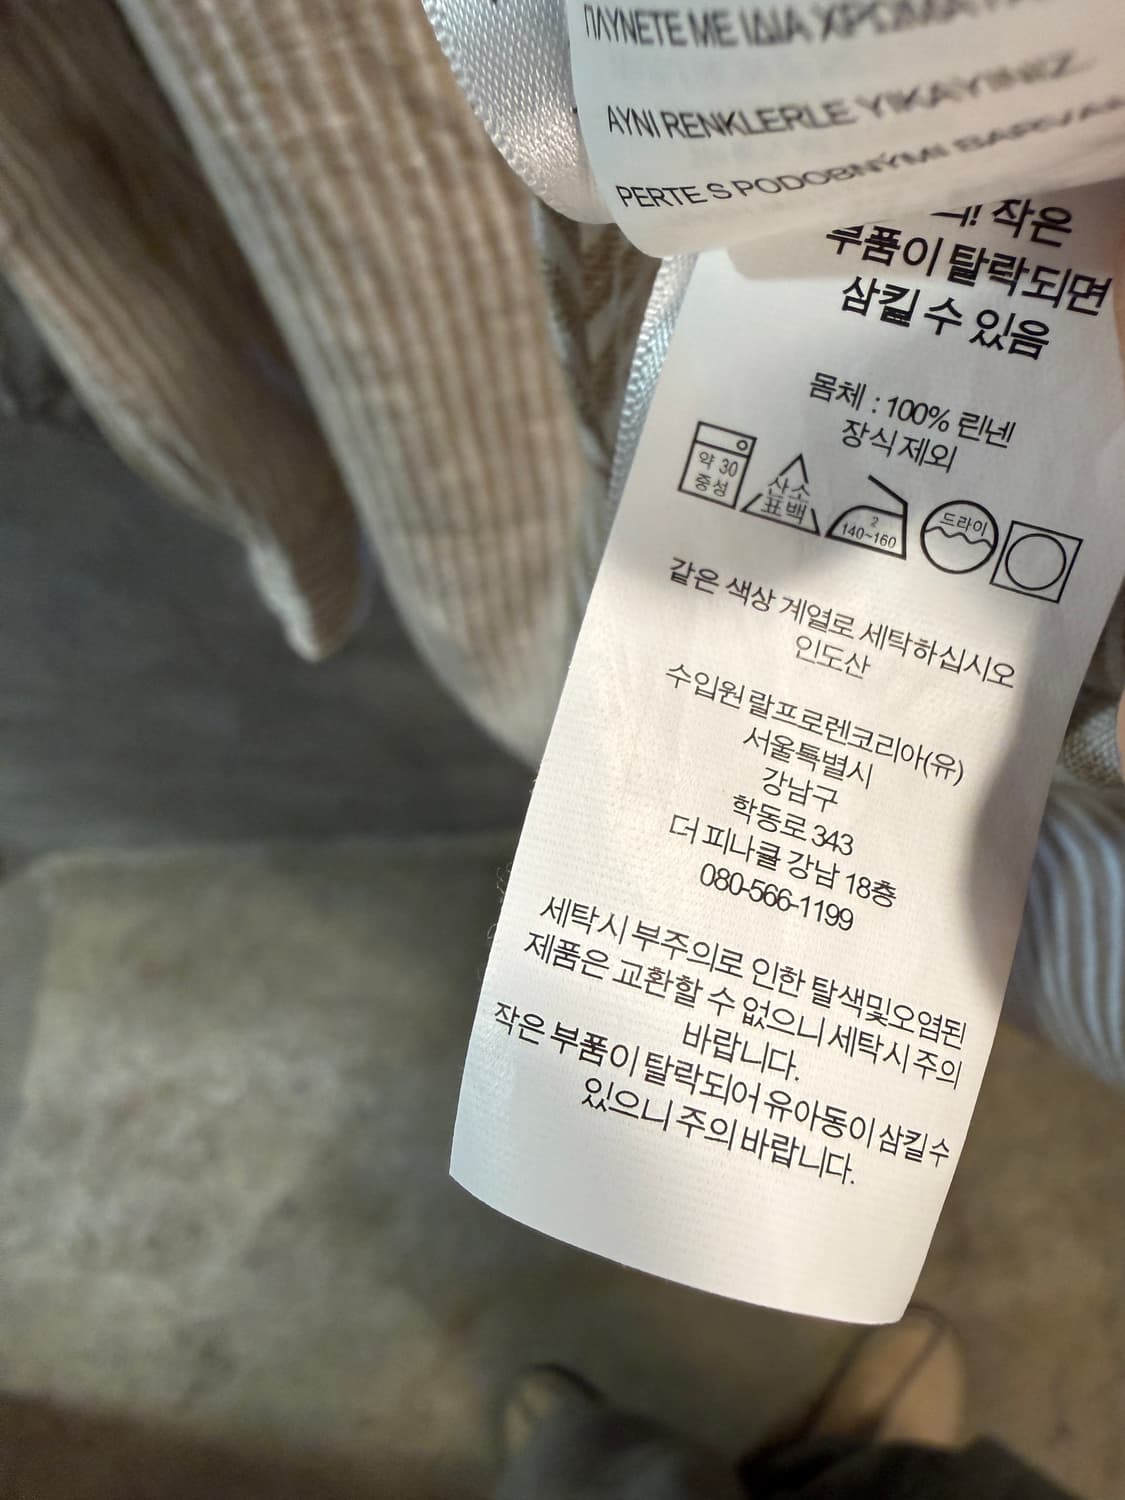 ΠΛΥΝΕΤΕ ΜΕ ΙΔΙΑ ΧΡΩΜΑΤΑ
AYNI RENKLERLE YIKAYINIZ.
PERTE S PODOBNÝMI
작은
부품이 탈락되면
삼킬 수 있음
몸체 : 100% 린넨
장식 제외
약 30
중성
산소
표백
2
140~160
드라이
같은 색상 계열로 세탁하십시오
인도산
수입원 랄프로렌코리아(유)
서울특별시
강남구
학동로 343
더 피나클 강남 18층
080-566-1199
세탁시 부주의로 인한 탈색및오염된
제품은 교환할 수 없으니 세탁시 주의
바랍니다.
작은 부품이 탈락되어 유아동이 삼킬 수
있으니 주의 바랍니다.